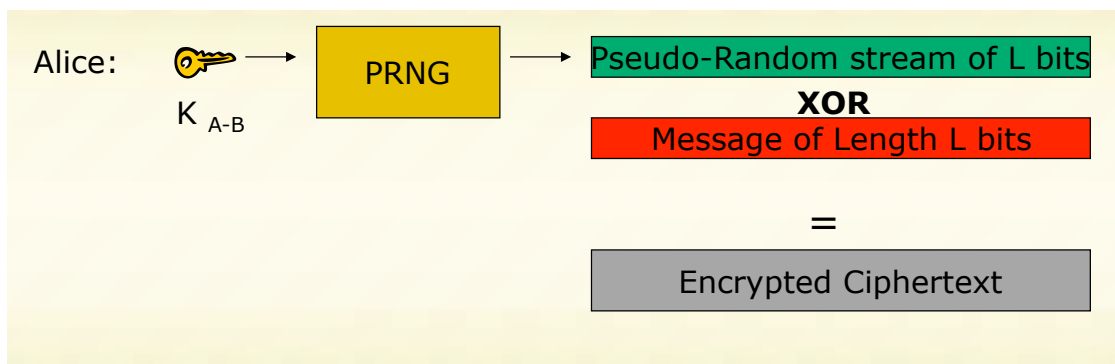 Alice:
K A-B
PRNG
Pseudo-Random stream of L bits
XOR
Message of Length L bits
=
Encrypted Ciphertext